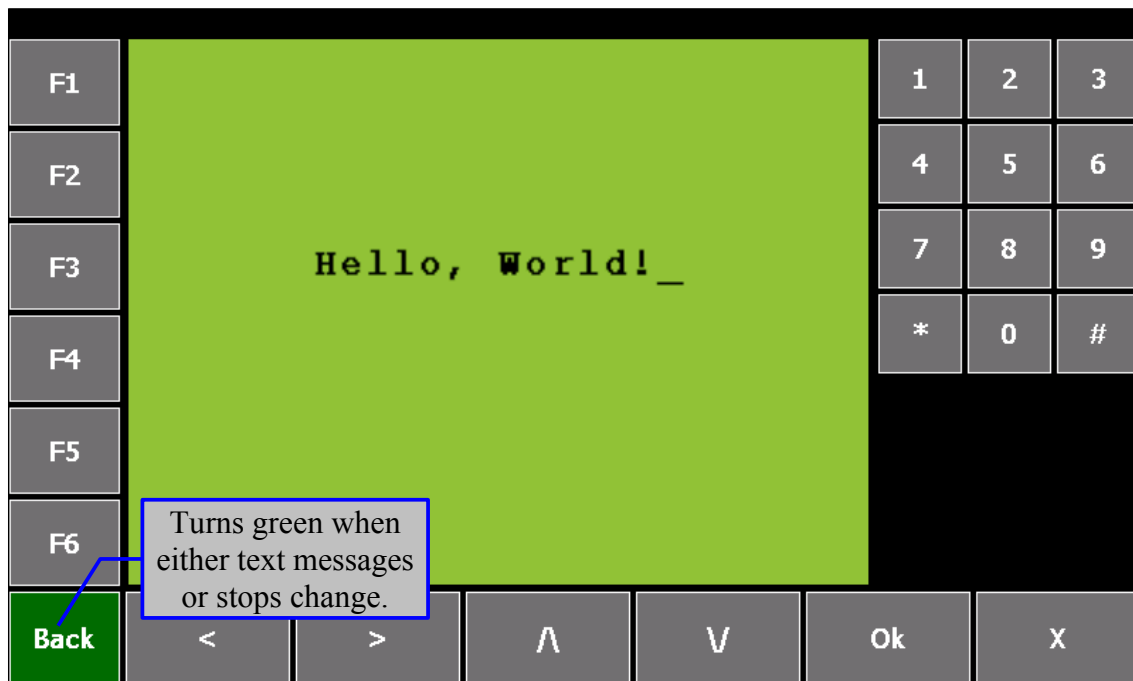 F1
1 2 3
F2
4 5 6
F3
Hello, World!_
7 8 9
F4
* 0 #
F5
F6
Turns green when
either text messages
or stops change.
Back < > /\ \/ Ok X